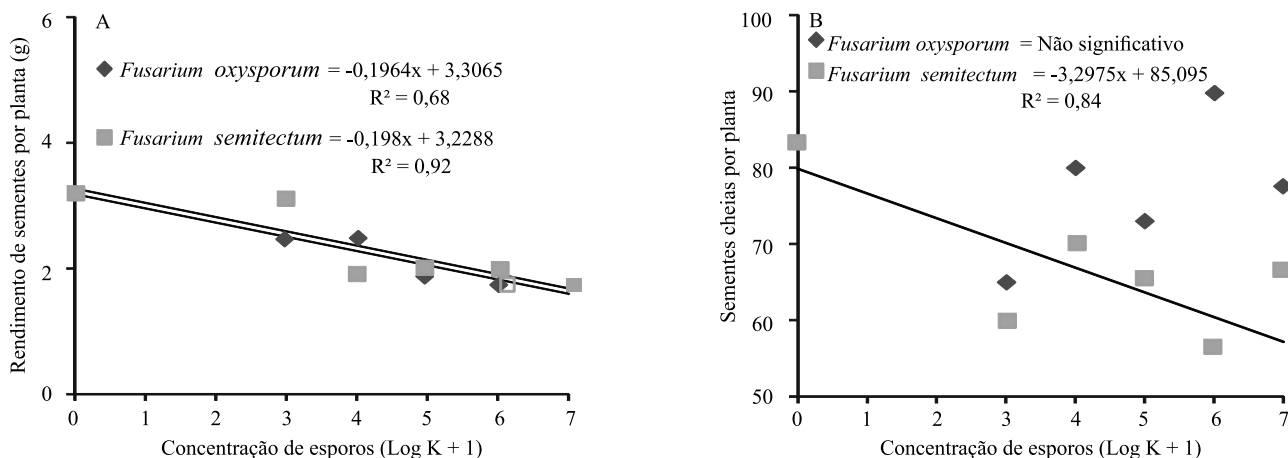 A
Fusarium oxysporum = -0,1964x + 3,3065
R² = 0,68
Fusarium semitectum = -0,198x + 3,2288
R² = 0,92
Rendimento de sementes por planta (g)
6
4
2
0
0 1 2 3 4 5 6 7
Concentração de esporos (Log K + 1)
B
Fusarium oxysporum = Não significativo
Fusarium semitectum = -3,2975x + 85,095
R² = 0,84
Sementes cheias por planta
100
90
80
70
60
50
0 1 2 3 4 5 6 7
Concentração de esporos (Log K + 1)